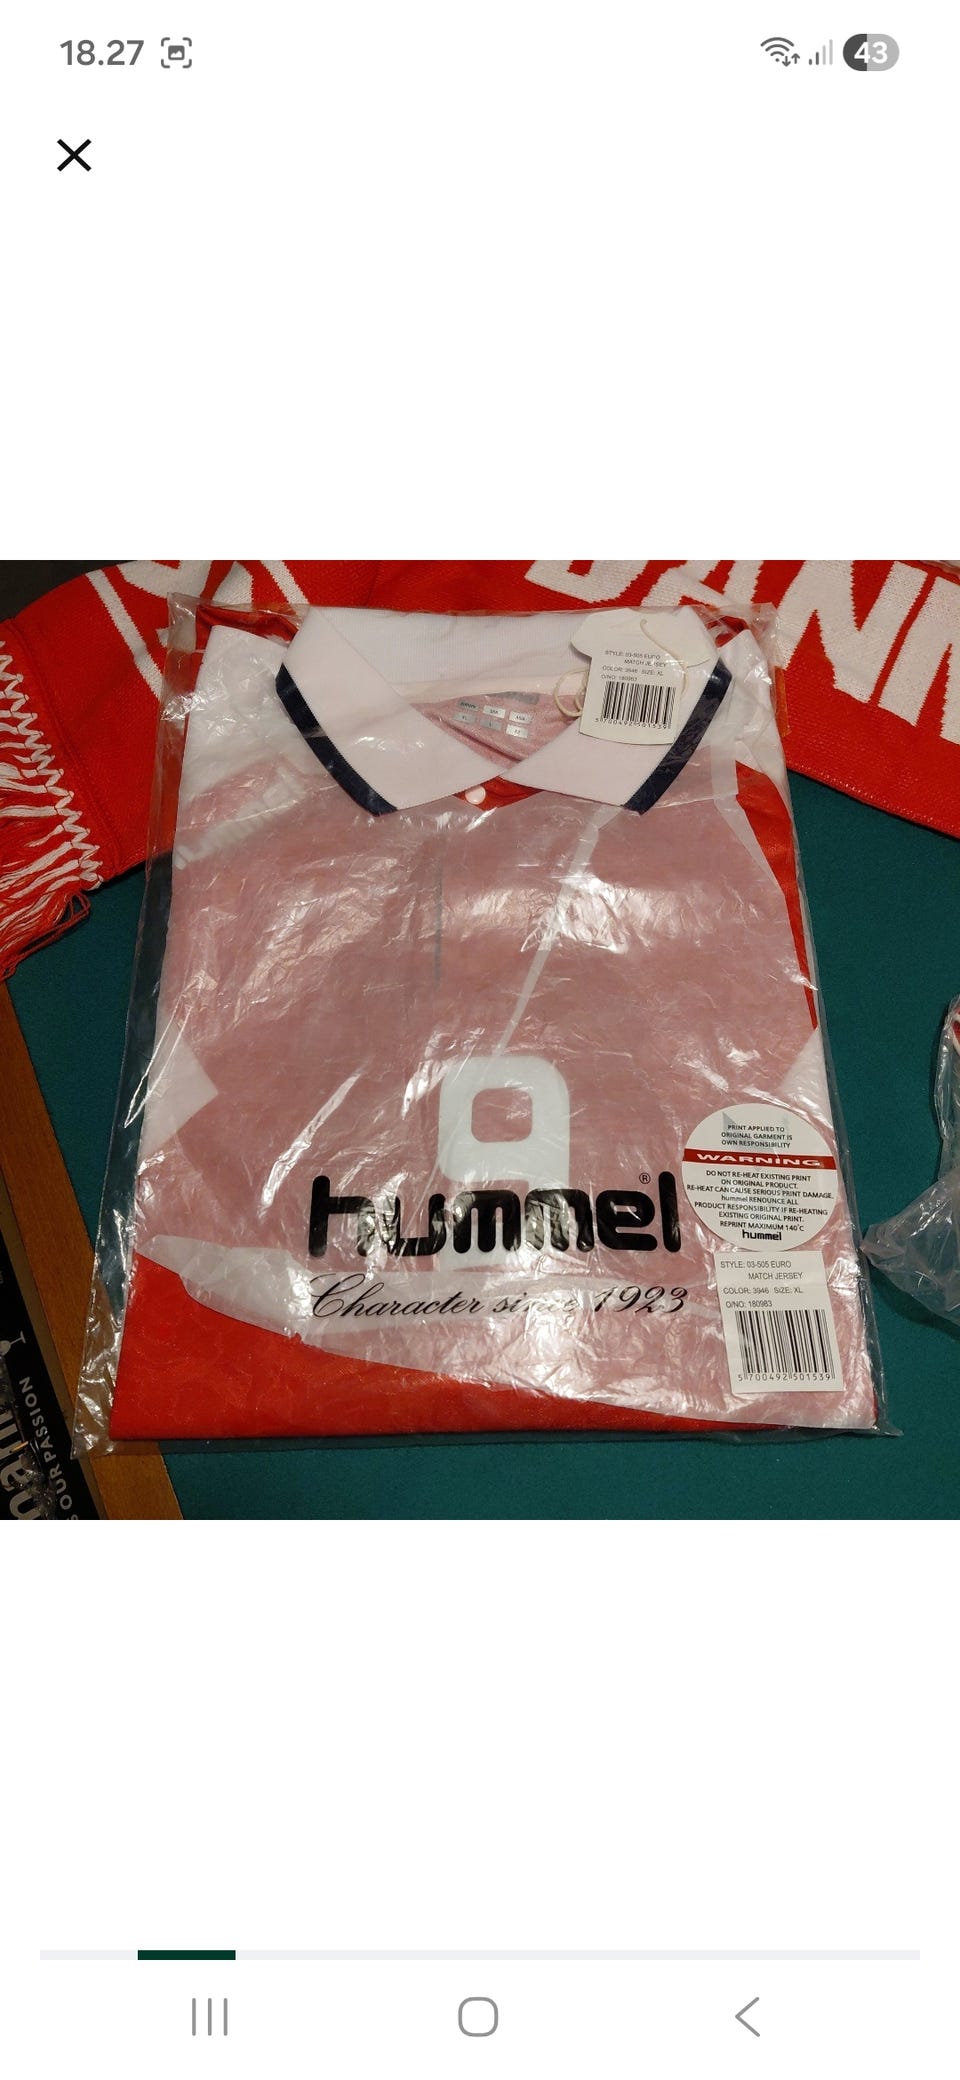 18.27
43
DANN
STYLE: 03-505 EURO
MATCH JERSEY
COLOR: 3946 SIZE: XL
O/NO: 180983
5 700492 501539
9
hummel®
Character since 1923
PRINT APPLIED TO
ORIGINAL GARMENT IS
OWN RESPONSIBILITY
WARNING
DO NOT RE-HEAT EXISTING PRINT
ON ORIGINAL PRODUCT.
RE-HEAT CAN CAUSE SERIOUS PRINT DAMAGE.
hummel RENOUNCE ALL
PRODUCT RESPONSIBILITY IF RE-HEATING
EXISTING ORIGINAL PRINT.
REPRINT MAXIMUM 140°C
hummel
STYLE: 03-505 EURO
MATCH JERSEY
COLOR: 3946 SIZE: XL
O/NO: 180983
5 700492 501539
OUR PASSION